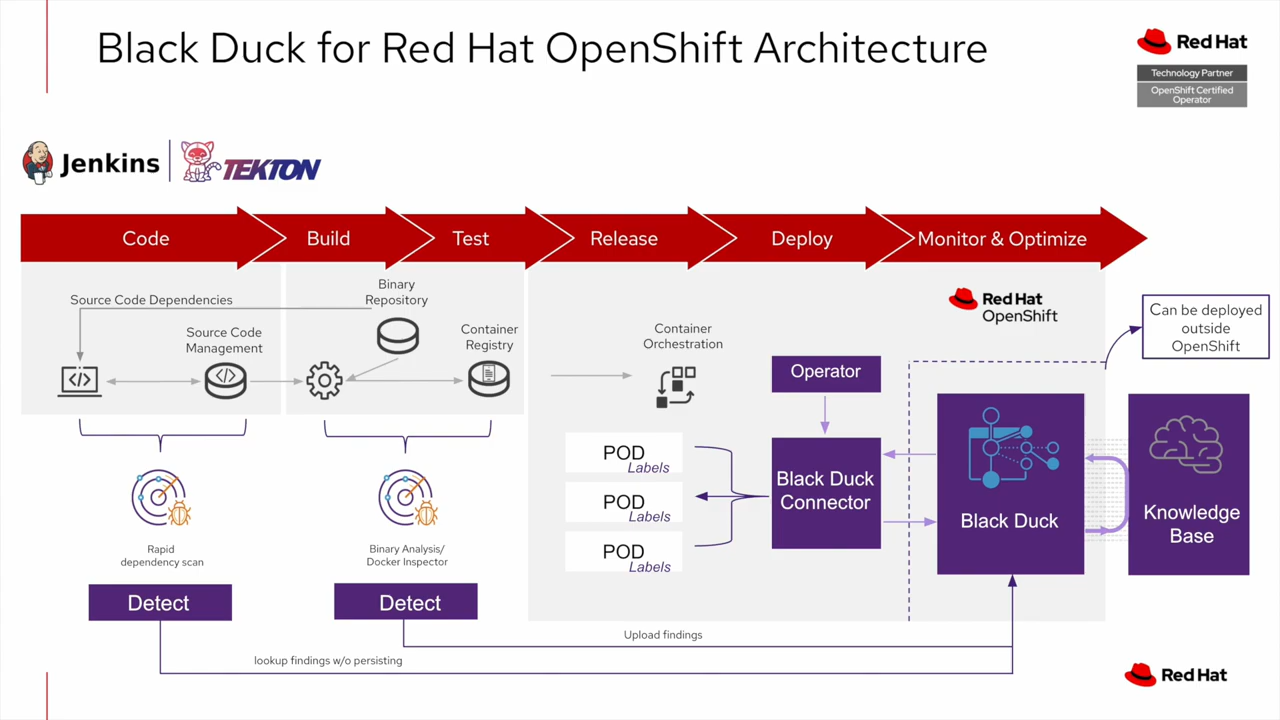 Black Duck for Red Hat OpenShift Architecture
Red Hat
Technology Partner
OpenShift Certified
Operator
Jenkins
TEKTON
Code
Build
Test
Release
Deploy
Monitor & Optimize
Source Code Dependencies
Source Code
Management
Binary
Repository
Container
Registry
Container
Orchestration
Red Hat
OpenShift
Can be deployed
outside
OpenShift
Operator
POD
Labels
POD
Labels
POD
Labels
Black Duck
Connector
Black Duck
Knowledge
Base
Rapid
dependency scan
Binary Analysis/
Docker Inspector
Detect
Detect
Upload findings
lookup findings w/o persisting
Red Hat